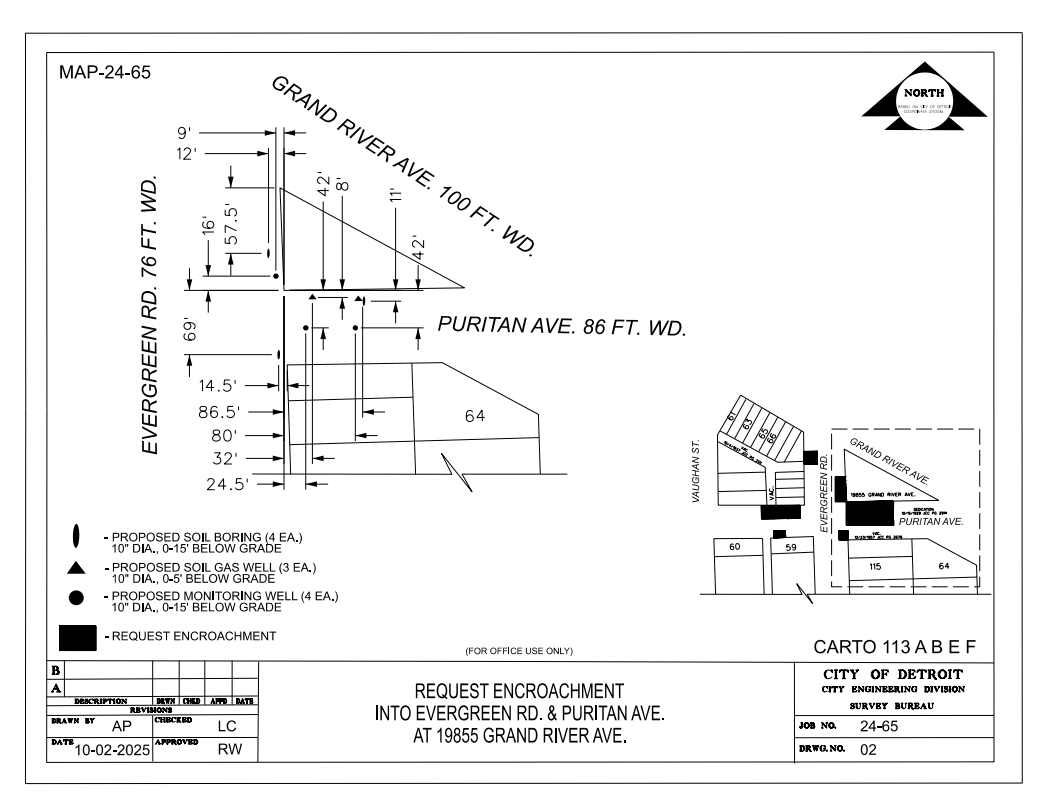 MAP-24-65
NORTH
BASED ON CITY OF DETROIT
COORDINATE SYSTEM
GRAND RIVER AVE. 100 FT. WD.
9'
12'
EVERGREEN RD. 76 FT. WD.
57.5'
16'
42'
8'
11'
42'
69'
PURITAN AVE. 86 FT. WD.
14.5'
86.5'
80'
32'
24.5'
64
- PROPOSED SOIL BORING (4 EA.)
10" DIA., 0-15' BELOW GRADE
- PROPOSED SOIL GAS WELL (3 EA.)
10" DIA., 0-5' BELOW GRADE
- PROPOSED MONITORING WELL (4 EA.)
10" DIA., 0-15' BELOW GRADE
- REQUEST ENCROACHMENT
VAUGHAN ST.
61
63
65
66
VAC.
EVERGREEN RD.
GRAND RIVER AVE.
19855 GRAND RIVER AVE.
DEDICATION
PURITAN AVE.
VAC.
60
59
115
64
(FOR OFFICE USE ONLY)
CARTO 113 A B E F
B
A
DESCRIPTION DRWN CHKD APPD DATE
REVISIONS
DRAWN BY AP CHECKED LC
DATE 10-02-2025 APPROVED RW
REQUEST ENCROACHMENT
INTO EVERGREEN RD. & PURITAN AVE.
AT 19855 GRAND RIVER AVE.
CITY OF DETROIT
CITY ENGINEERING DIVISION
SURVEY BUREAU
JOB NO. 24-65
DRWG. NO. 02